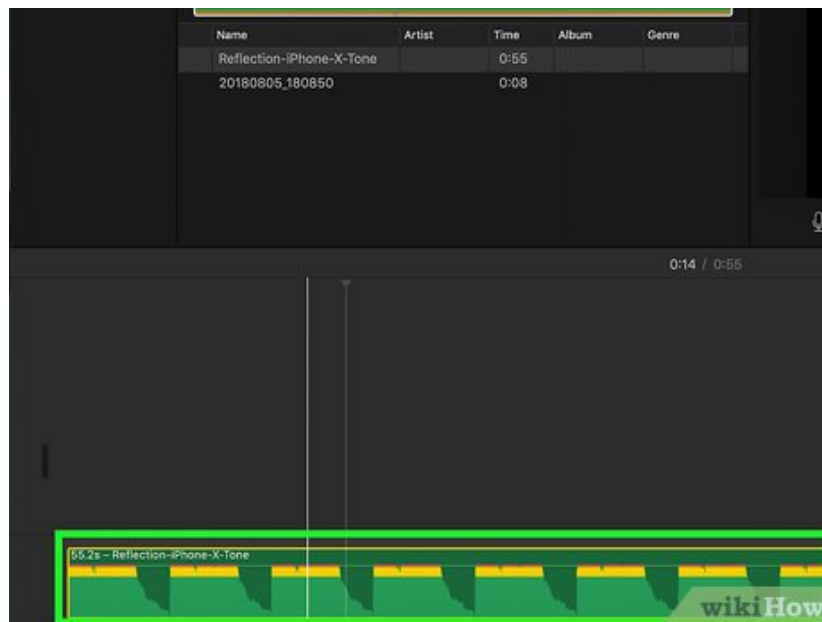 Name Artist Time Album Genre
Reflection-iPhone-X-Tone 0:55
20180805_180850 0:08
0:14 / 0:55
55.2s – Reflection-iPhone-X-Tone
wikiHow